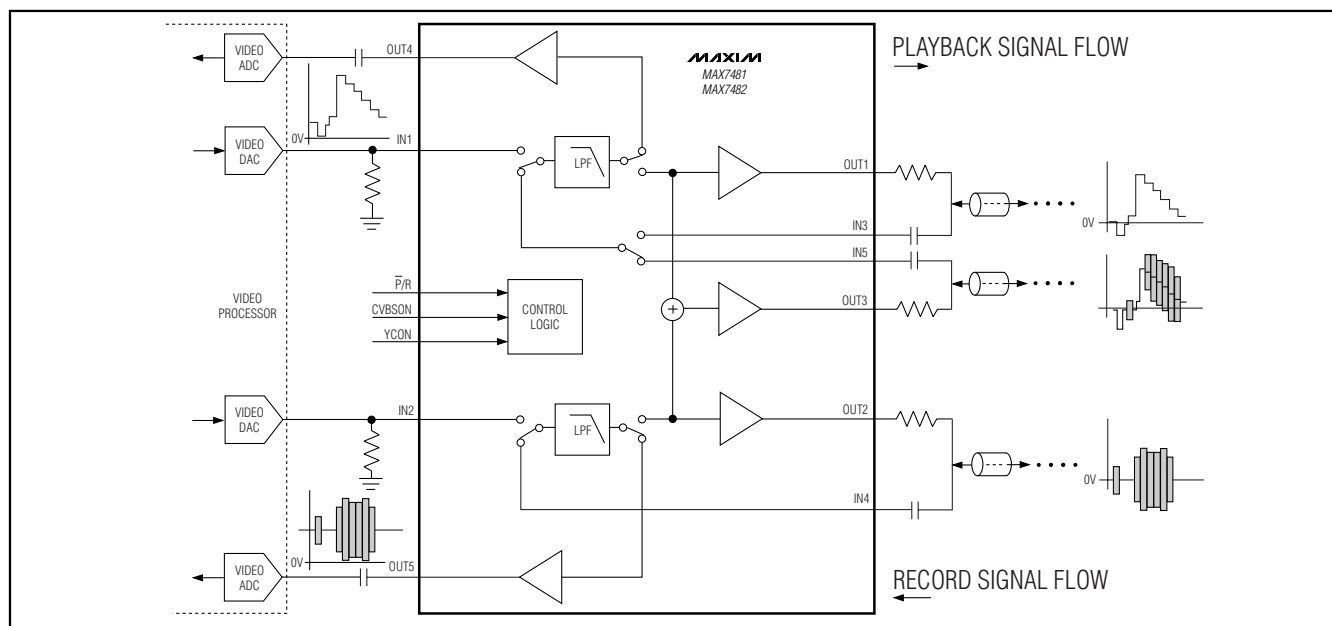 VIDEO
ADC
OUT4
MAXIM
MAX7481
MAX7482
PLAYBACK SIGNAL FLOW
0V
VIDEO
DAC
IN1
LPF
OUT1
0V
IN3
IN5
P̅/R
CVBSON
YCON
CONTROL
LOGIC
+
OUT3
VIDEO
PROCESSOR
VIDEO
DAC
IN2
LPF
OUT2
0V
IN4
0V
VIDEO
ADC
OUT5
RECORD SIGNAL FLOW